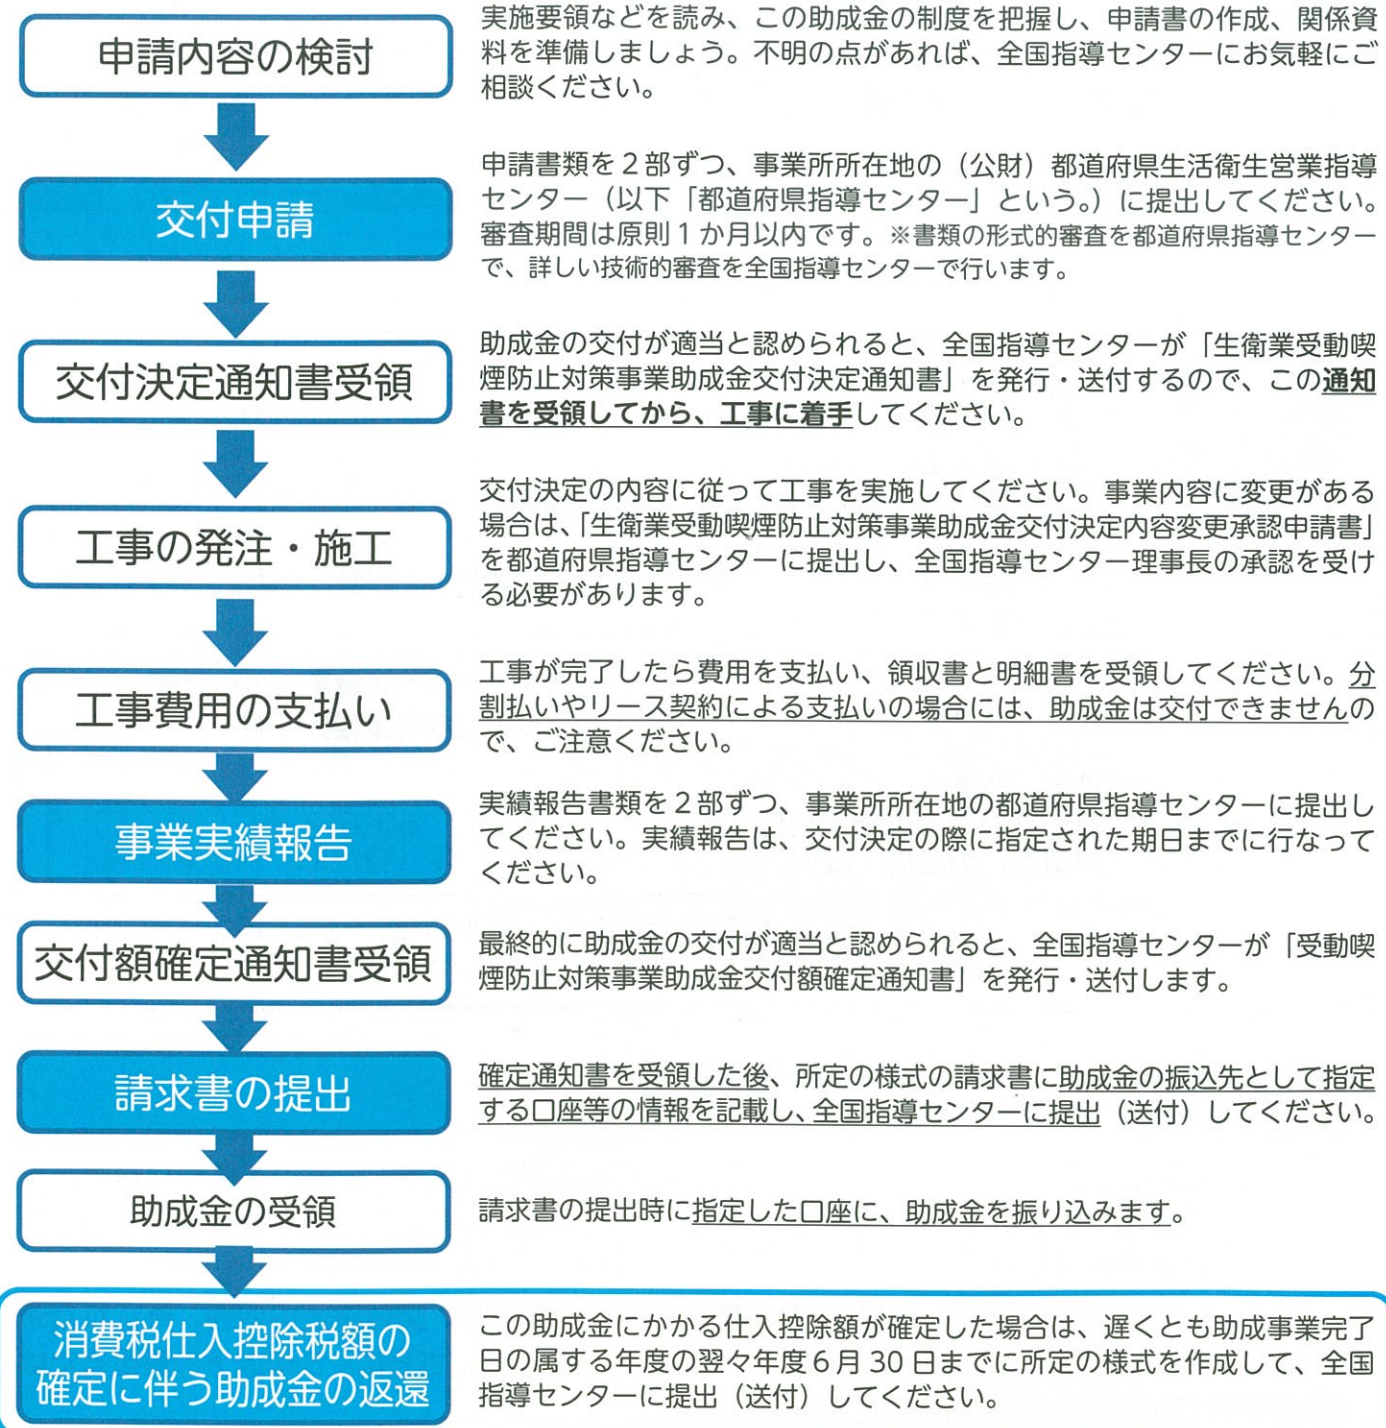 申請内容の検討
実施要領などを読み、この助成金の制度を把握し、申請書の作成、関係資
料を準備しましょう。不明の点があれば、全国指導センターにお気軽にご
相談ください。
交付申請
申請書類を２部ずつ、事業所所在地の（公財）都道府県生活衛生営業指導
センター（以下「都道府県指導センター」という。）に提出してください。
審査期間は原則１か月以内です。※書類の形式的審査を都道府県指導センター
で、詳しい技術的審査を全国指導センターで行います。
交付決定通知書受領
助成金の交付が適当と認められると、全国指導センターが「生衛業受動喫
煙防止対策事業助成金交付決定通知書」を発行・送付するので、この通知
書を受領してから、工事に着手してください。
工事の発注・施工
交付決定の内容に従って工事を実施してください。事業内容に変更がある
場合は、「生衛業受動喫煙防止対策事業助成金交付決定内容変更承認申請書」
を都道府県指導センターに提出し、全国指導センター理事長の承認を受け
る必要があります。
工事費用の支払い
工事が完了したら費用を支払い、領収書と明細書を受領してください。分
割払いやリース契約による支払いの場合には、助成金は交付できませんの
で、ご注意ください。
事業実績報告
実績報告書類を２部ずつ、事業所所在地の都道府県指導センターに提出し
てください。実績報告は、交付決定の際に指定された期日までに行なって
ください。
交付額確定通知書受領
最終的に助成金の交付が適当と認められると、全国指導センターが「受動喫
煙防止対策事業助成金交付額確定通知書」を発行・送付します。
請求書の提出
確定通知書を受領した後、所定の様式の請求書に助成金の振込先として指定
する口座等の情報を記載し、全国指導センターに提出（送付）してください。
助成金の受領
請求書の提出時に指定した口座に、助成金を振り込みます。
消費税仕入控除税額の
確定に伴う助成金の返還
この助成金にかかる仕入控除額が確定した場合は、遅くとも助成事業完了
日の属する年度の翌々年度６月 30 日までに所定の様式を作成して、全国
指導センターに提出（送付）してください。